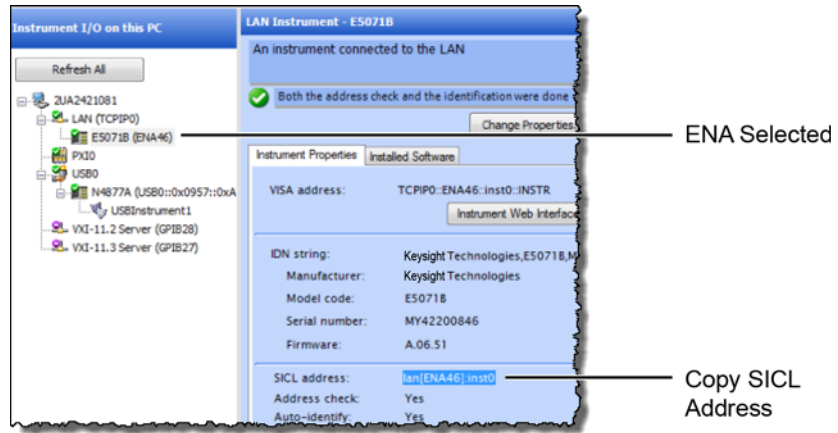 Instrument I/O on this PC
Refresh All
2UA2421081
LAN (TCPIP0)
E5071B (ENA46)
PXI0
USB0
N4877A (USB0::0x0957::0xA
USBInstrument1
VXI-11.2 Server (GPIB28)
VXI-11.3 Server (GPIB27)
LAN Instrument - E5071B
An instrument connected to the LAN
Both the address check and the identification were done
Change Properties
Instrument Properties Installed Software
VISA address: TCPIP0::ENA46::inst0::INSTR
Instrument Web Interface
IDN string: Keysight Technologies,E5071B,M
Manufacturer: Keysight Technologies
Model code: E5071B
Serial number: MY42200846
Firmware: A.06.51
SICL address: lan[ENA46]:inst0
Address check: Yes
Auto-identify: Yes
ENA Selected
Copy SICL
Address